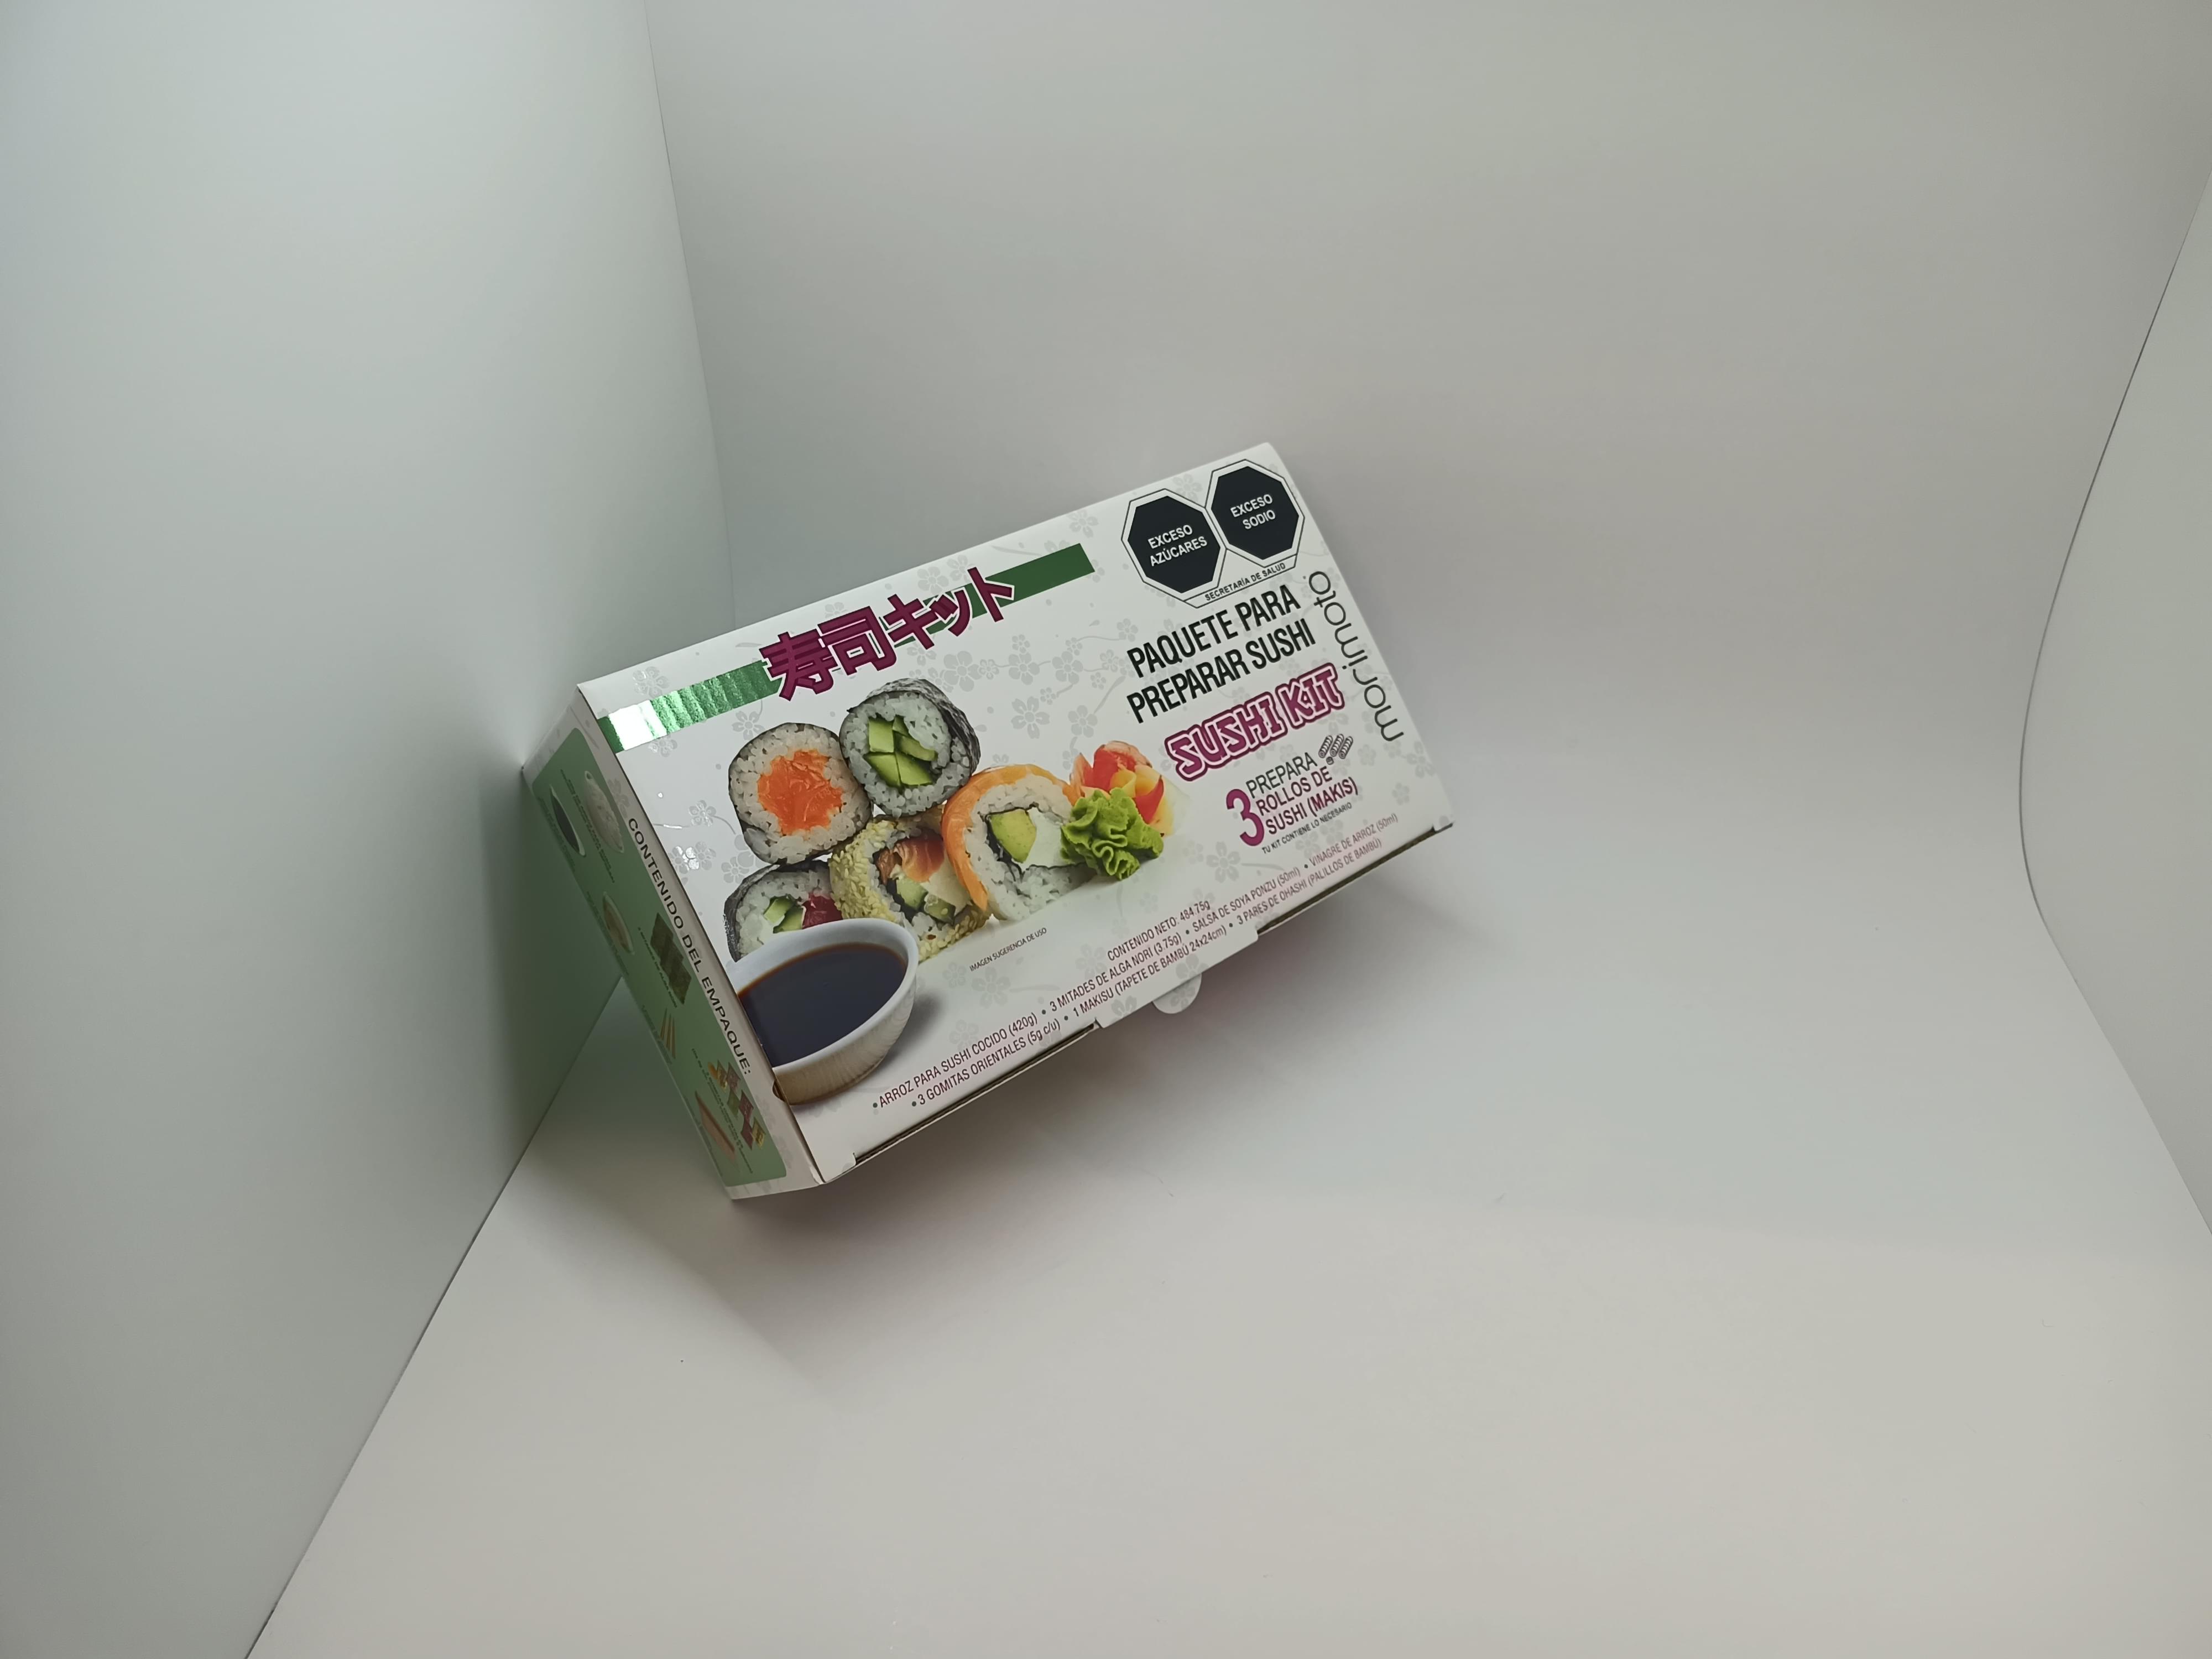 寿司キット
EXCESO
AZÚCARES
EXCESO
SODIO
SECRETARÍA DE SALUD
morimoto.
PAQUETE PARA
PREPARAR SUSHI
SUSHI KIT
PREPARA
3 ROLLOS DE
SUSHI (MAKIS)
TU KIT CONTIENE LO NECESARIO
IMAGEN SUGERENCIA DE USO
CONTENIDO NETO: 484.75g
• ARROZ PARA SUSHI COCIDO (420g) • 3 MITADES DE ALGA NORI (3.75g) • SALSA DE SOYA PONZU (50ml) • VINAGRE DE ARROZ (50ml)
• 3 GOMITAS ORIENTALES (5g c/u) • 1 MAKISU (TAPETE DE BAMBÚ 24x24cm) • 3 PARES DE OHASHI (PALILLOS DE BAMBÚ)
CONTENIDO DEL EMPAQUE: